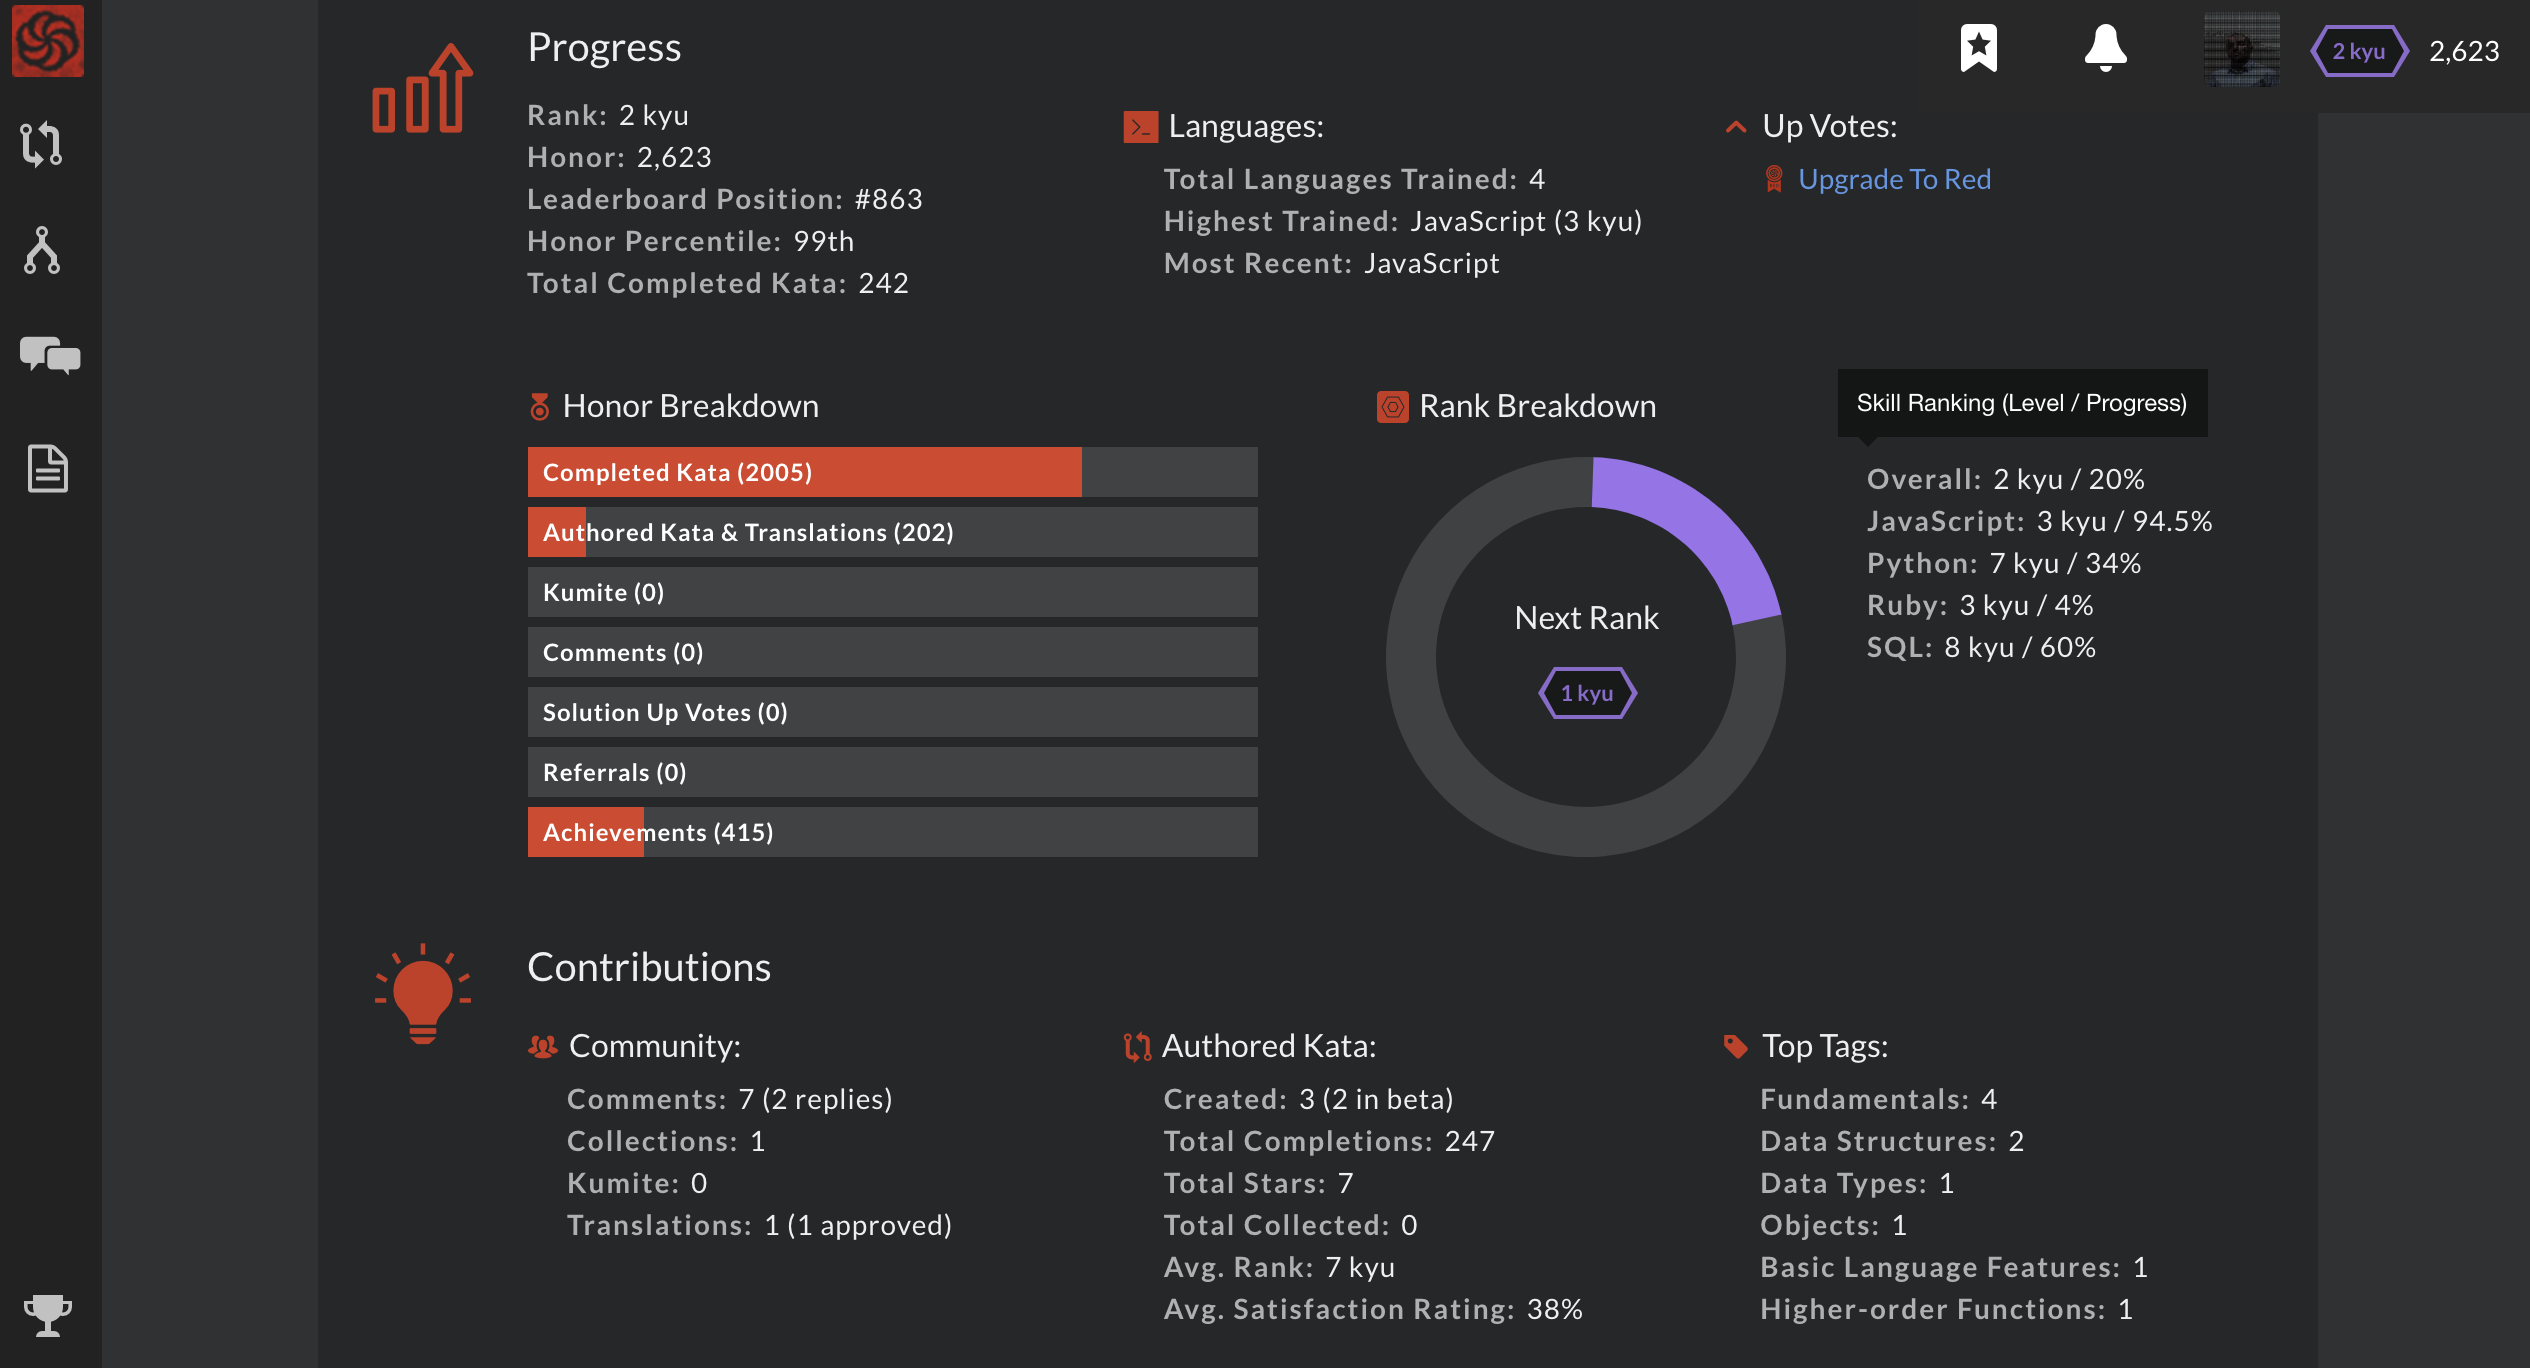 Progress
2 kyu 2,623
Rank: 2 kyu
Honor: 2,623
Leaderboard Position: #863
Honor Percentile: 99th
Total Completed Kata: 242
Languages:
Total Languages Trained: 4
Highest Trained: JavaScript (3 kyu)
Most Recent: JavaScript
Up Votes:
Upgrade To Red
Honor Breakdown
Completed Kata (2005)
Authored Kata & Translations (202)
Kumite (0)
Comments (0)
Solution Up Votes (0)
Referrals (0)
Achievements (415)
Rank Breakdown
Next Rank
1 kyu
Skill Ranking (Level / Progress)
Overall: 2 kyu / 20%
JavaScript: 3 kyu / 94.5%
Python: 7 kyu / 34%
Ruby: 3 kyu / 4%
SQL: 8 kyu / 60%
Contributions
Community:
Comments: 7 (2 replies)
Collections: 1
Kumite: 0
Translations: 1 (1 approved)
Authored Kata:
Created: 3 (2 in beta)
Total Completions: 247
Total Stars: 7
Total Collected: 0
Avg. Rank: 7 kyu
Avg. Satisfaction Rating: 38%
Top Tags:
Fundamentals: 4
Data Structures: 2
Data Types: 1
Objects: 1
Basic Language Features: 1
Higher-order Functions: 1